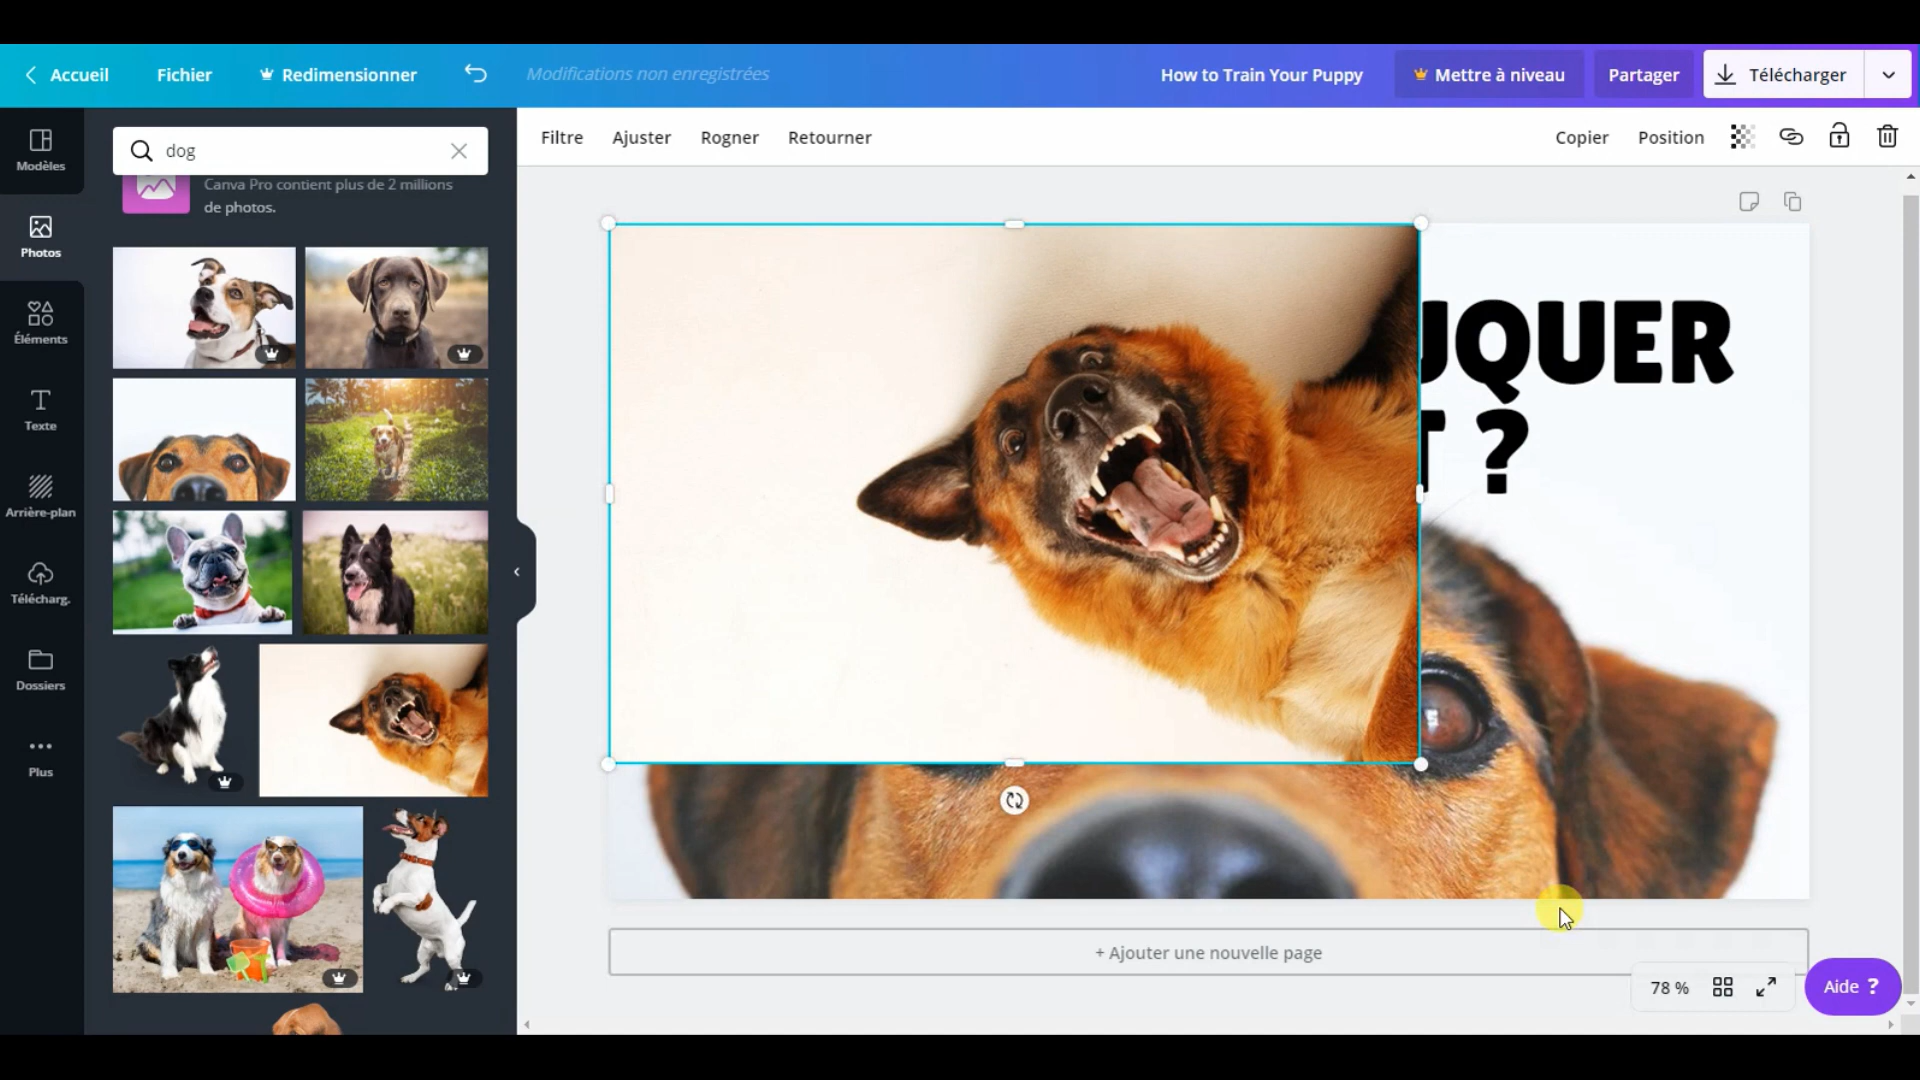 Accueil
Fichier
Redimensionner
Modifications non enregistrées
How to Train Your Puppy
Mettre à niveau
Partager
Télécharger
Modèles
Photos
Éléments
Texte
Arrière-plan
Télécharg.
Dossiers
Plus
dog
Canva Pro contient plus de 2 millions
de photos.
Filtre
Ajuster
Rogner
Retourner
Copier
Position
UQUER
T ?
+ Ajouter une nouvelle page
78 %
Aide ?